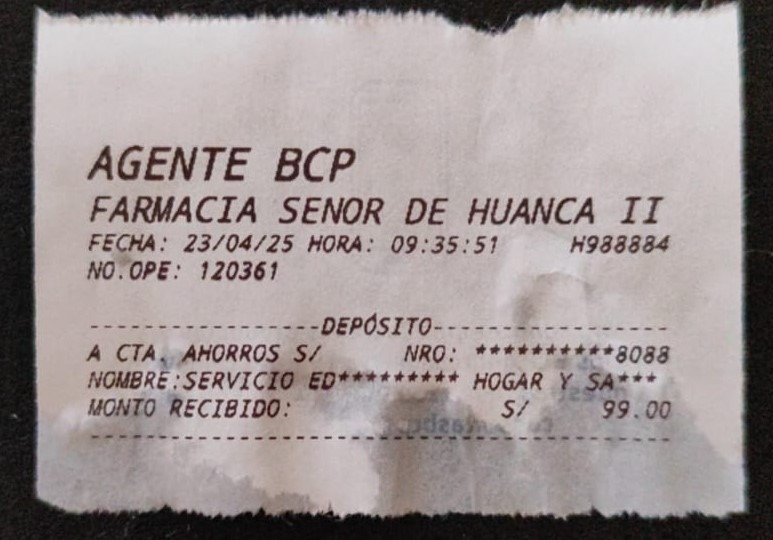 AGENTE BCP
FARMACIA SENOR DE HUANCA II
FECHA: 23/04/25 HORA: 09:35:51 H988884
NO.OPE: 120361
--------------------DEPÓSITO--------------------
A CTA. AHORROS S/ NRO: **********8088
NOMBRE:SERVICIO ED********* HOGAR Y SA***
MONTO RECIBIDO: S/ 99.00